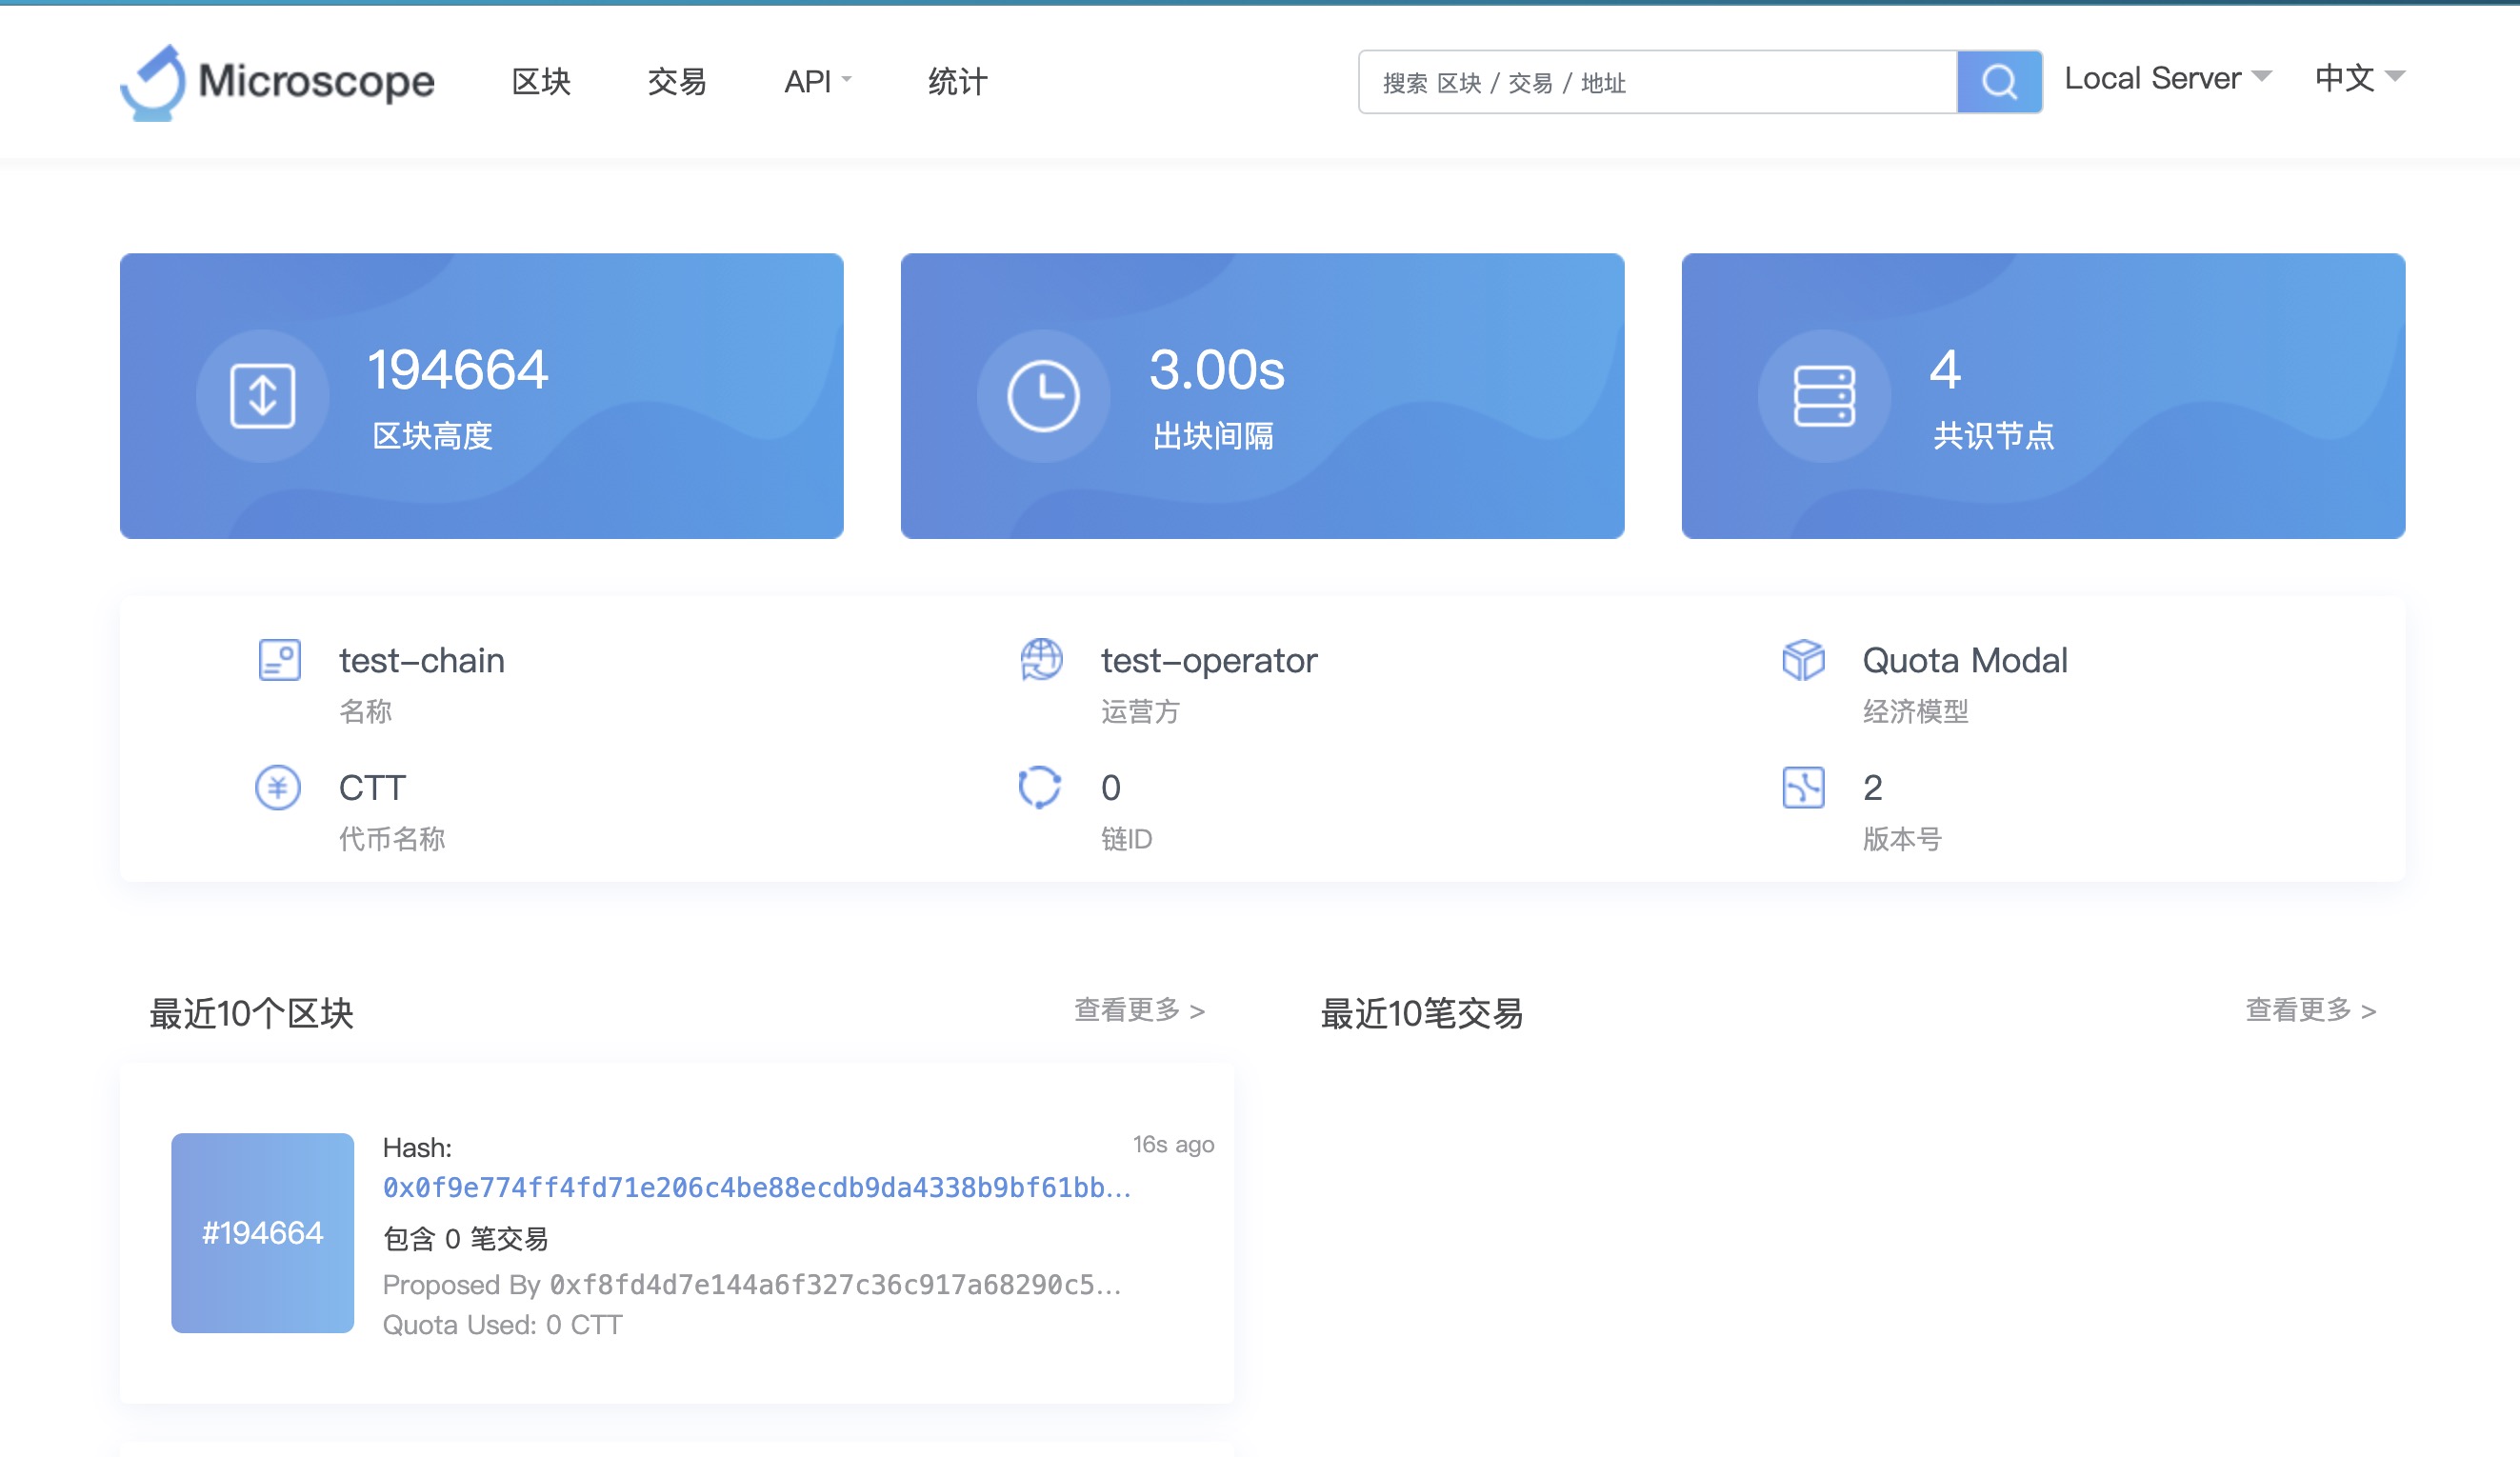 Microscope 区块 交易 API 统计 搜索 区块 / 交易 / 地址 Local Server 中文
194664
区块高度
3.00s
出块间隔
4
共识节点
test-chain
名称
test-operator
运营方
Quota Modal
经济模型
CTT
代币名称
0
链ID
2
版本号
最近10个区块 查看更多 >
#194664
Hash: 16s ago
0x0f9e774ff4fd71e206c4be88ecdb9da4338b9bf61bb...
包含 0 笔交易
Proposed By 0xf8fd4d7e144a6f327c36c917a68290c5...
Quota Used: 0 CTT
最近10笔交易 查看更多 >